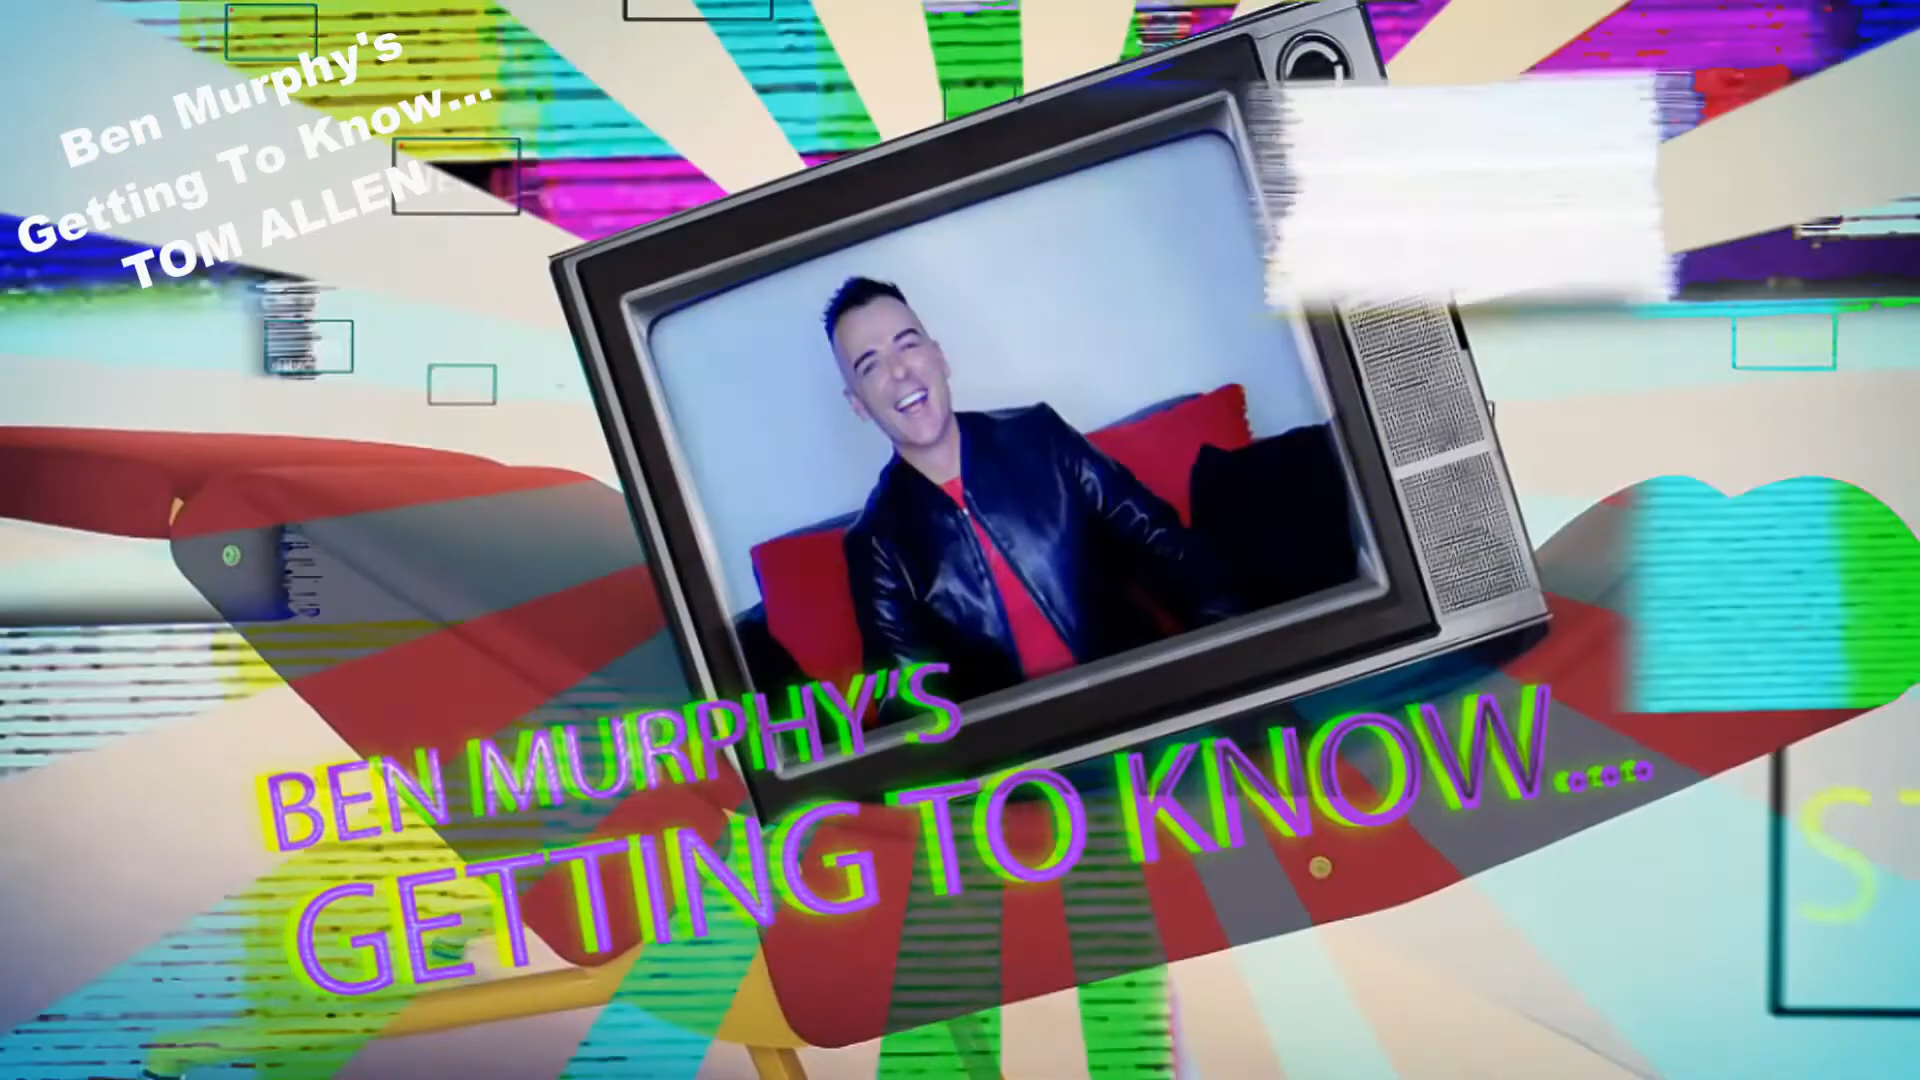 Ben Murphy's
Getting To Know...
TOM ALLEN
BEN MURPHY"S
GETTING TO KNOW.....